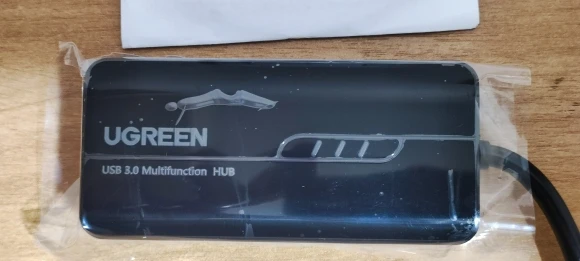 UGREEN
USB 3.0 Multifunction HUB